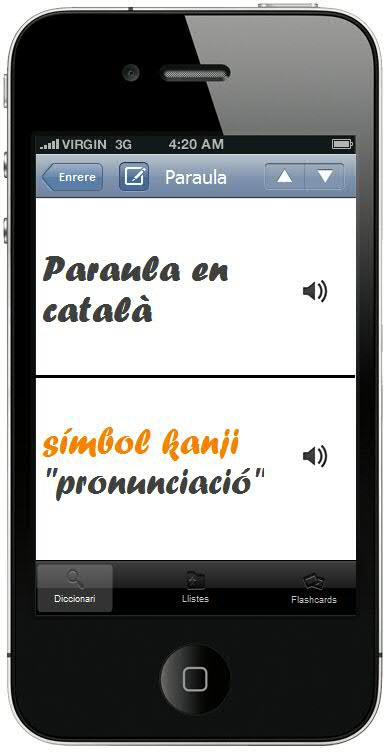 VIRGIN 3G 4:20 AM
Enrere Paraula
Paraula en
català
símbol kanji
"pronunciació"
Diccionari Llistes Flashcards